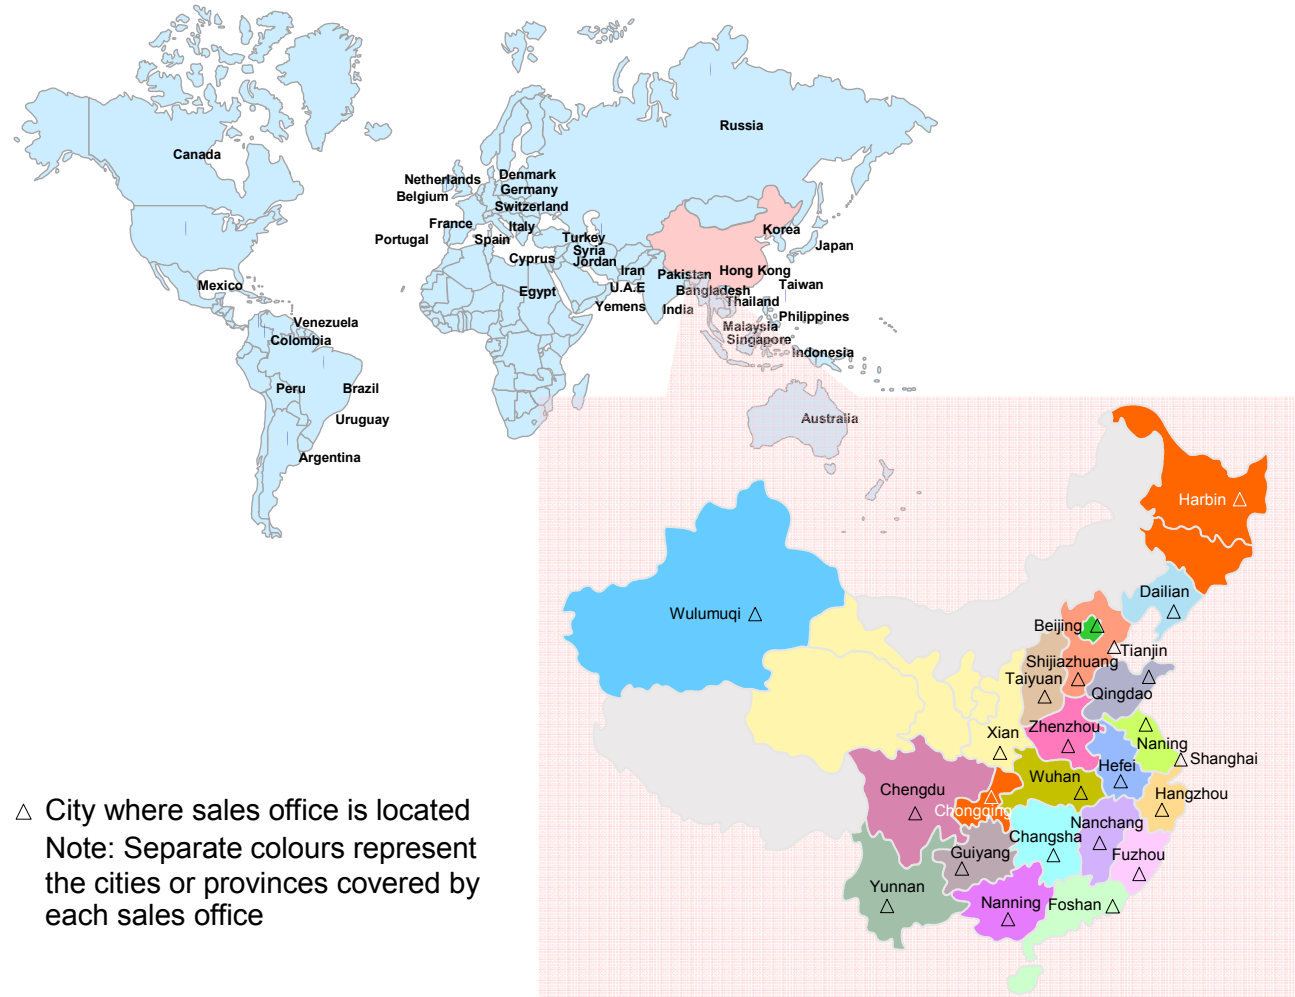 Russia
Canada
Denmark
Netherlands
Germany
Belgium
Switzerland
France
Italy
Portugal
Spain
Turkey
Korea
Japan
Syria
Cyprus
Jordan
Iran
Pakistan
Hong Kong
Mexico
Egypt
U.A.E
Bangladesh
Taiwan
Yemens
India
Thailand
Venezuela
Philippines
Colombia
Malaysia
Singapore
Indonesia
Peru
Brazil
Uruguay
Australia
Argentina
Harbin △
Dailian
Wulumuqi △
Beijing
Tianjin
Shijiazhuang
Taiyuan
Qingdao
Xian
Zhenzhou
Naning
Shanghai
Hefei
Wuhan
Chengdu
Hangzhou
Chongqing
Nanchang
Changsha
Guiyang
Fuzhou
Yunnan
Nanning
Foshan
△ City where sales office is located
Note: Separate colours represent
the cities or provinces covered by
each sales office